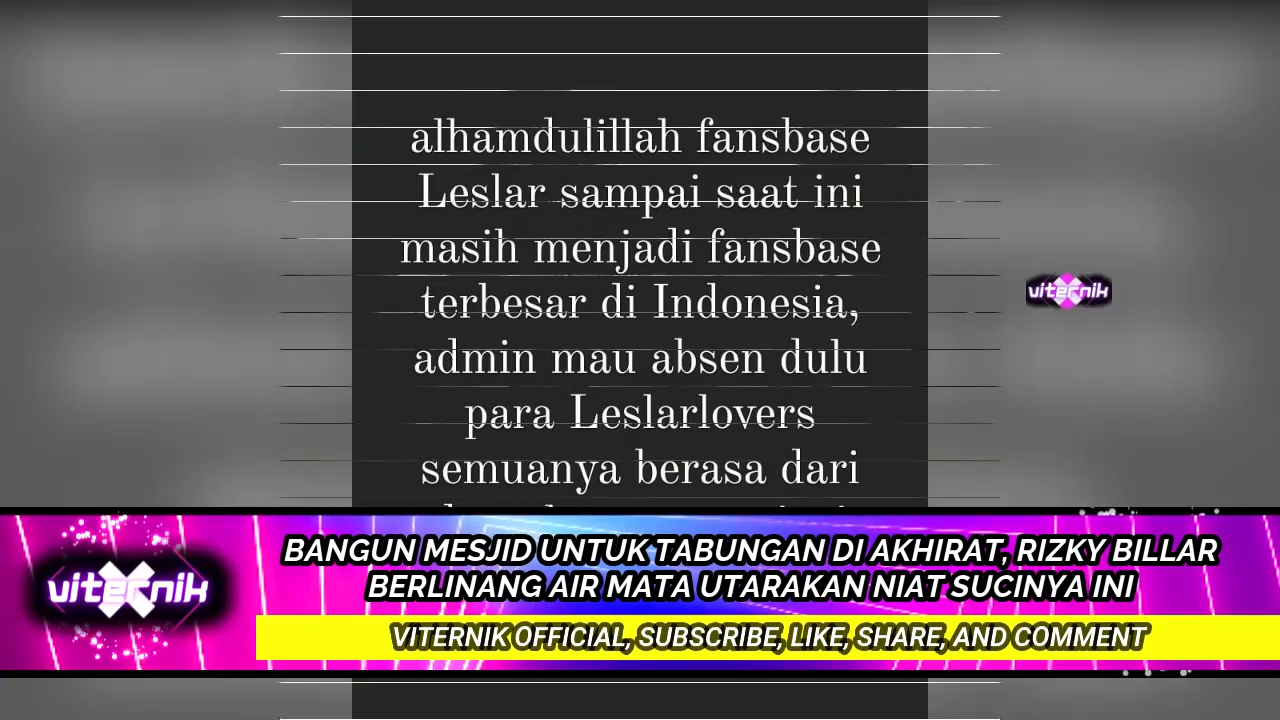 alhamdulillah fansbase
Leslar sampai saat ini
masih menjadi fansbase
terbesar di Indonesia,
admin mau absen dulu
para Leslarlovers
semuanya berasa dari
viternik
BANGUN MESJID UNTUK TABUNGAN DI AKHIRAT, RIZKY BILLAR
BERLINANG AIR MATA UTARAKAN NIAT SUCINYA INI
viternik
VITERNIK OFFICIAL, SUBSCRIBE, LIKE, SHARE, AND COMMENT